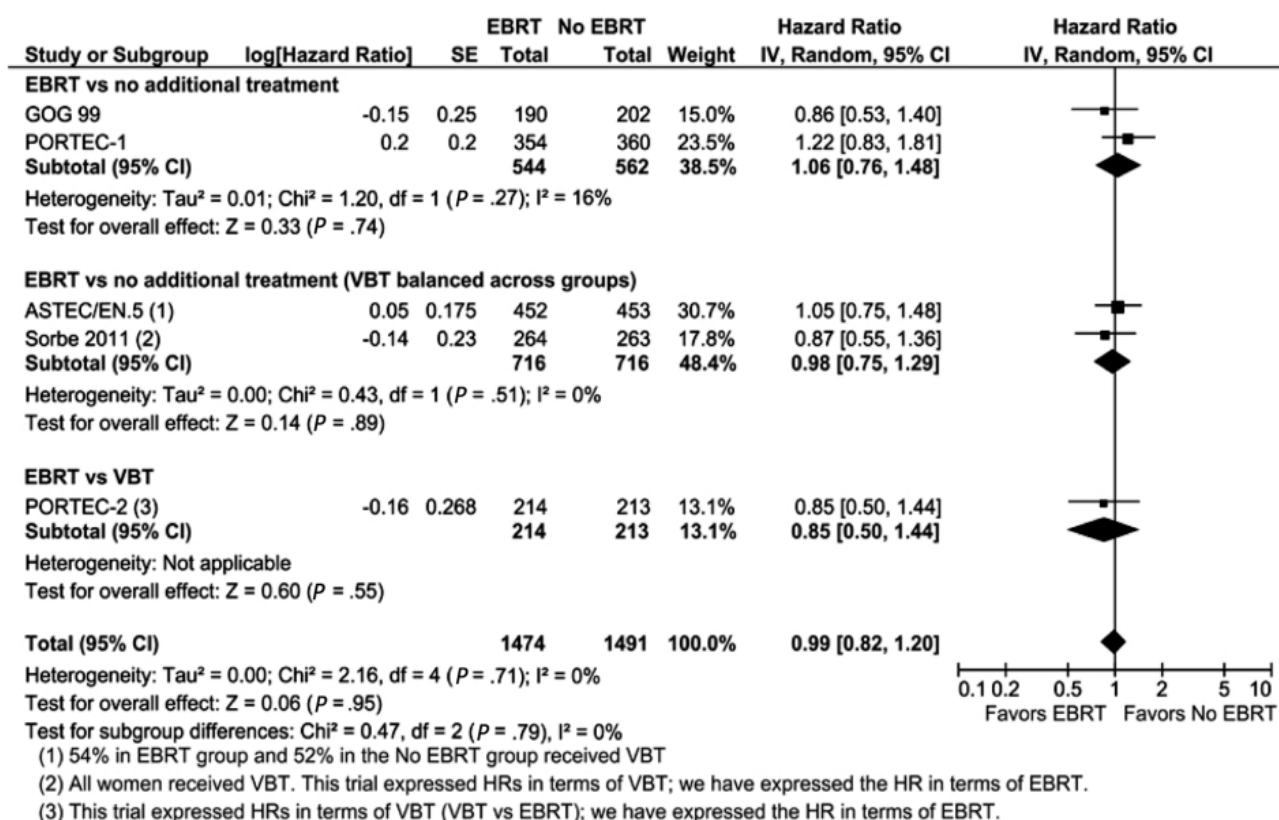 EBRT No EBRT Hazard Ratio Hazard Ratio
Study or Subgroup log[Hazard Ratio] SE Total Total Weight IV, Random, 95% CI IV, Random, 95% CI
EBRT vs no additional treatment
GOG 99 -0.15 0.25 190 202 15.0% 0.86 [0.53, 1.40]
PORTEC-1 0.2 0.2 354 360 23.5% 1.22 [0.83, 1.81]
Subtotal (95% CI) 544 562 38.5% 1.06 [0.76, 1.48]
Heterogeneity: Tau² = 0.01; Chi² = 1.20, df = 1 (P = .27); I² = 16%
Test for overall effect: Z = 0.33 (P = .74)
EBRT vs no additional treatment (VBT balanced across groups)
ASTEC/EN.5 (1) 0.05 0.175 452 453 30.7% 1.05 [0.75, 1.48]
Sorbe 2011 (2) -0.14 0.23 264 263 17.8% 0.87 [0.55, 1.36]
Subtotal (95% CI) 716 716 48.4% 0.98 [0.75, 1.29]
Heterogeneity: Tau² = 0.00; Chi² = 0.43, df = 1 (P = .51); I² = 0%
Test for overall effect: Z = 0.14 (P = .89)
EBRT vs VBT
PORTEC-2 (3) -0.16 0.268 214 213 13.1% 0.85 [0.50, 1.44]
Subtotal (95% CI) 214 213 13.1% 0.85 [0.50, 1.44]
Heterogeneity: Not applicable
Test for overall effect: Z = 0.60 (P = .55)
Total (95% CI) 1474 1491 100.0% 0.99 [0.82, 1.20]
Heterogeneity: Tau² = 0.00; Chi² = 2.16, df = 4 (P = .71); I² = 0%
0.1 0.2 0.5 1 2 5 10
Test for overall effect: Z = 0.06 (P = .95)
Favors EBRT Favors No EBRT
Test for subgroup differences: Chi² = 0.47, df = 2 (P = .79), I² = 0%
(1) 54% in EBRT group and 52% in the No EBRT group received VBT
(2) All women received VBT. This trial expressed HRs in terms of VBT; we have expressed the HR in terms of EBRT.
(3) This trial expressed HRs in terms of VBT (VBT vs EBRT); we have expressed the HR in terms of EBRT.